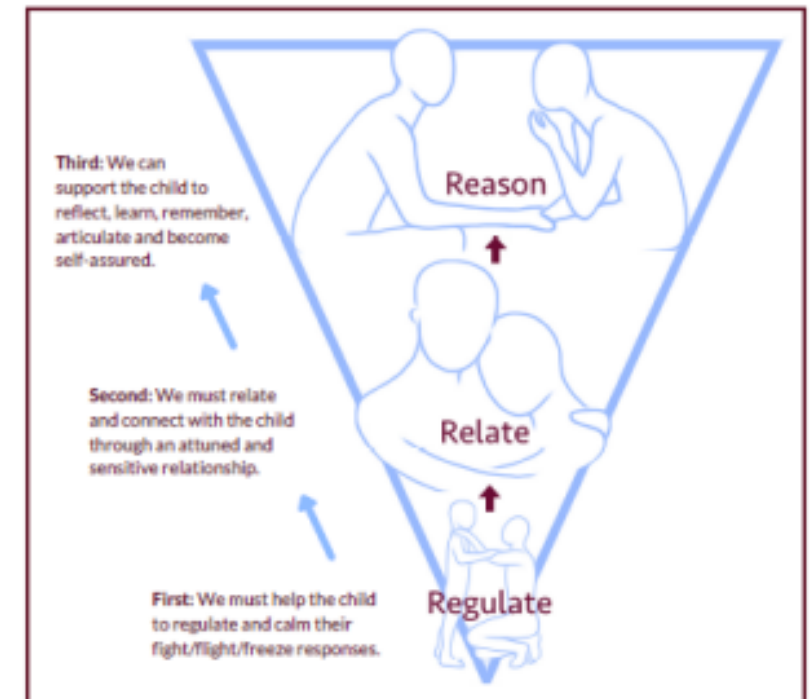 Third: We can
support the child to
reflect, learn, remember,
articulate and become
self-assured.
Reason
Second: We must relate
and connect with the child
through an attuned and
sensitive relationship.
Relate
First: We must help the child
to regulate and calm their
fight/flight/freeze responses.
Regulate